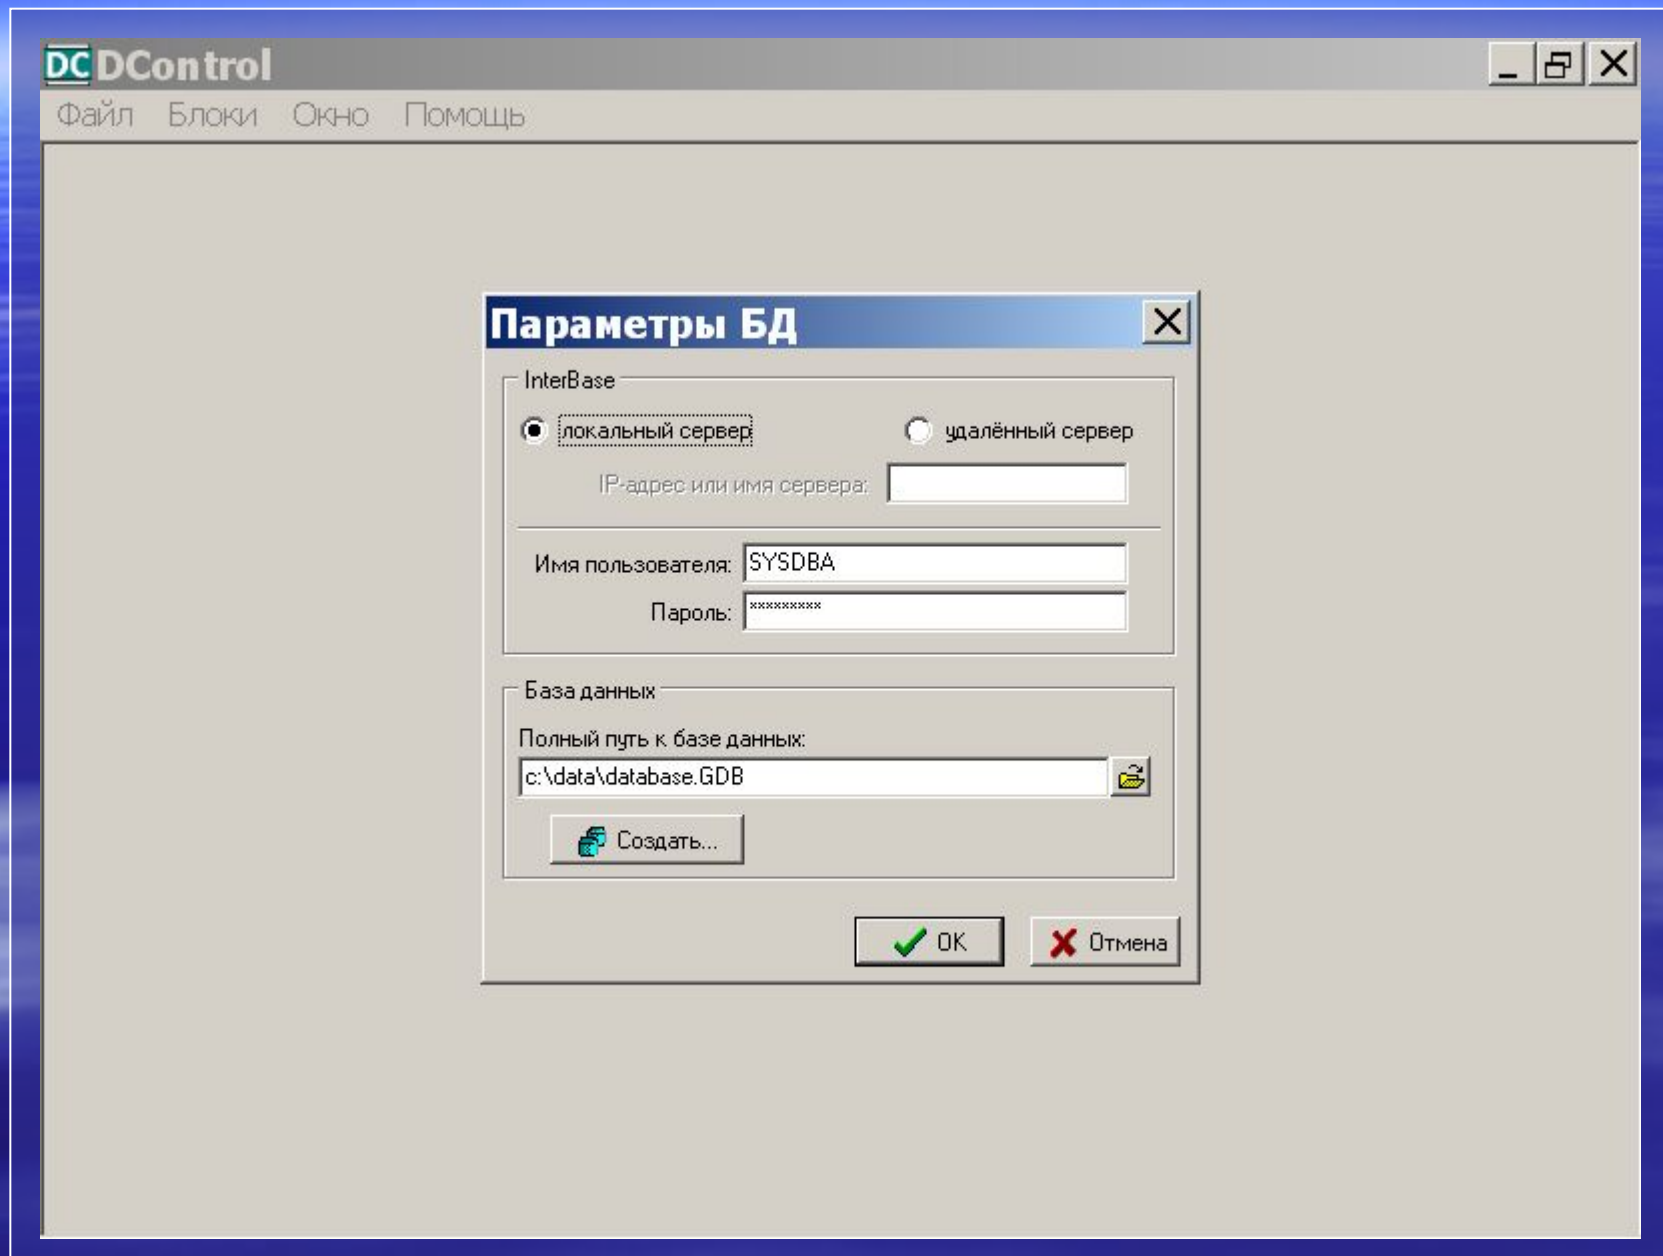 DC DControl
Файл Блоки Окно Помощь
Параметры БД
InterBase
локальный сервер удалённый сервер
IP-адрес или имя сервера:
Имя пользователя: SYSDBA
Пароль: *********
База данных
Полный путь к базе данных:
c:\data\database.GDB
Создать...
OK Отмена